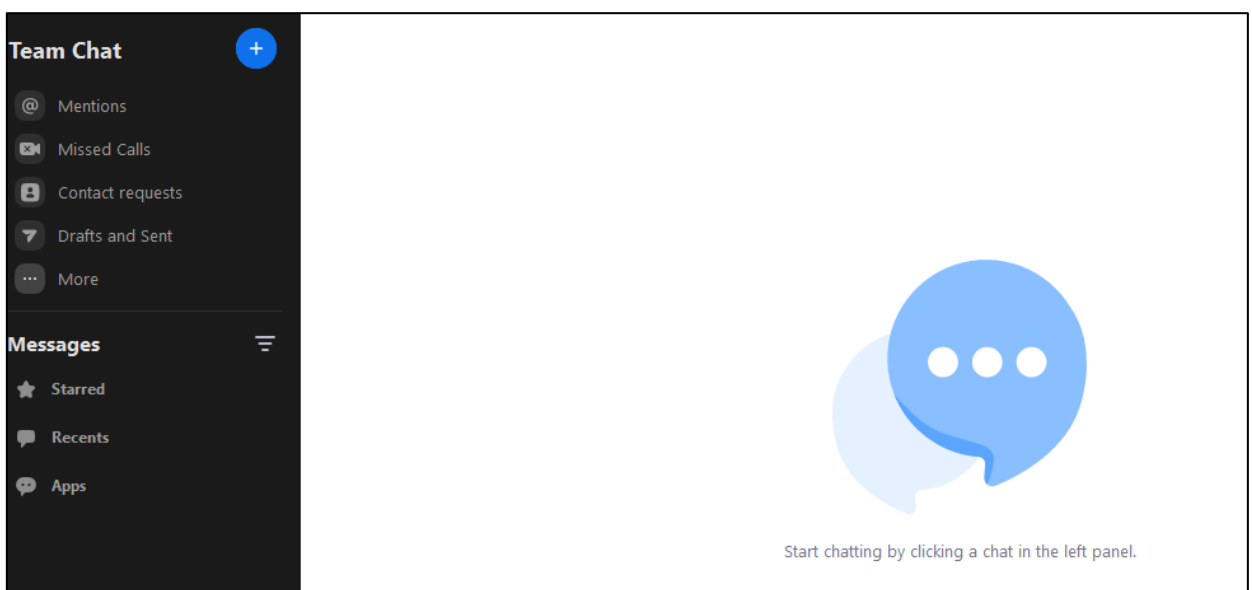 Team Chat
Mentions
Missed Calls
Contact requests
Drafts and Sent
More
Messages
Starred
Recents
Apps
Start chatting by clicking a chat in the left panel.